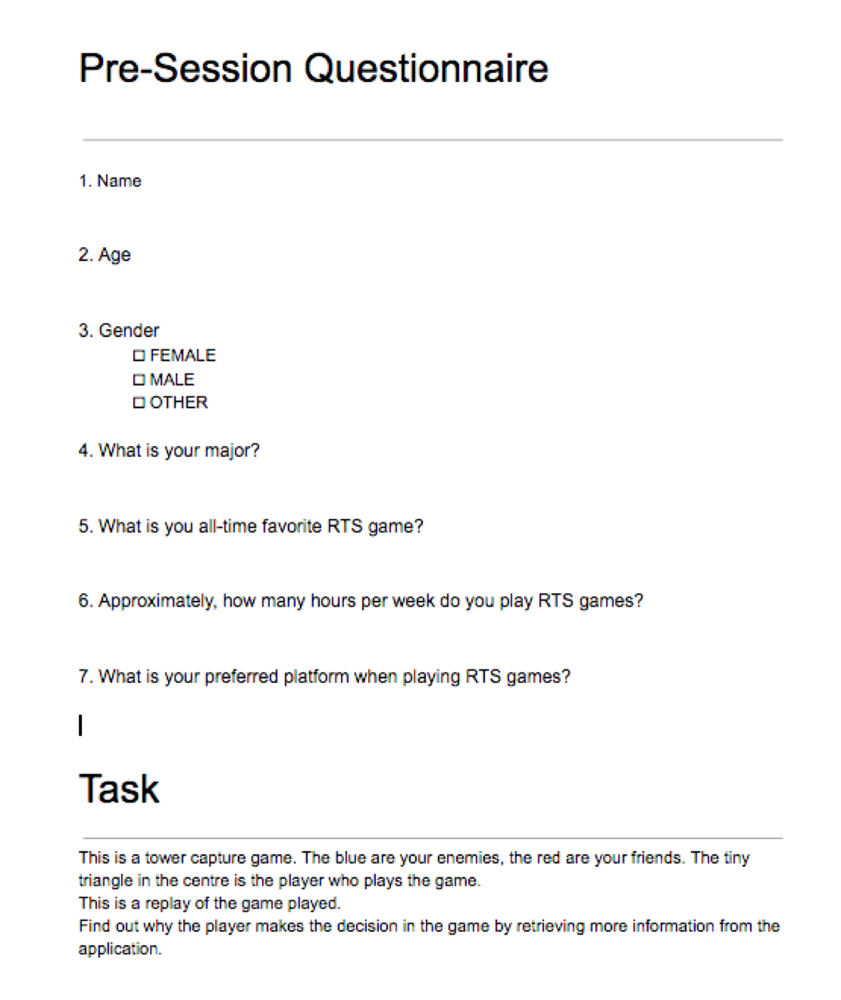 Pre-Session Questionnaire
1. Name
2. Age
3. Gender
☐ FEMALE
☐ MALE
☐ OTHER
4. What is your major?
5. What is you all-time favorite RTS game?
6. Approximately, how many hours per week do you play RTS games?
7. What is your preferred platform when playing RTS games?
Task
This is a tower capture game. The blue are your enemies, the red are your friends. The tiny
triangle in the centre is the player who plays the game.
This is a replay of the game played.
Find out why the player makes the decision in the game by retrieving more information from the
application.